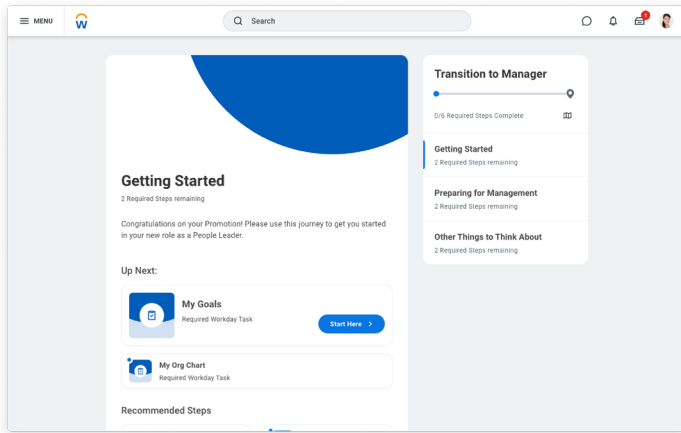 MENU
Search
1
Getting Started
2 Required Steps remaining
Congratulations on your Promotion! Please use this journey to get you started
in your new role as a People Leader.
Up Next:
My Goals
Required Workday Task
Start Here
My Org Chart
Required Workday Task
Recommended Steps
Transition to Manager
0/6 Required Steps Complete
Getting Started
2 Required Steps remaining
Preparing for Management
2 Required Steps remaining
Other Things to Think About
2 Required Steps remaining